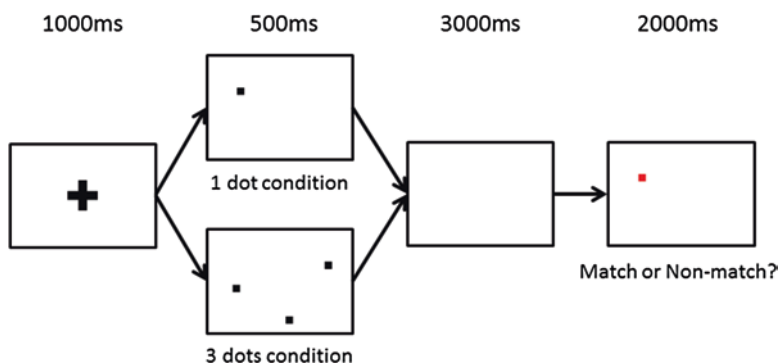 1000ms 500ms 3000ms 2000ms
1 dot condition
Match or Non-match?
3 dots condition